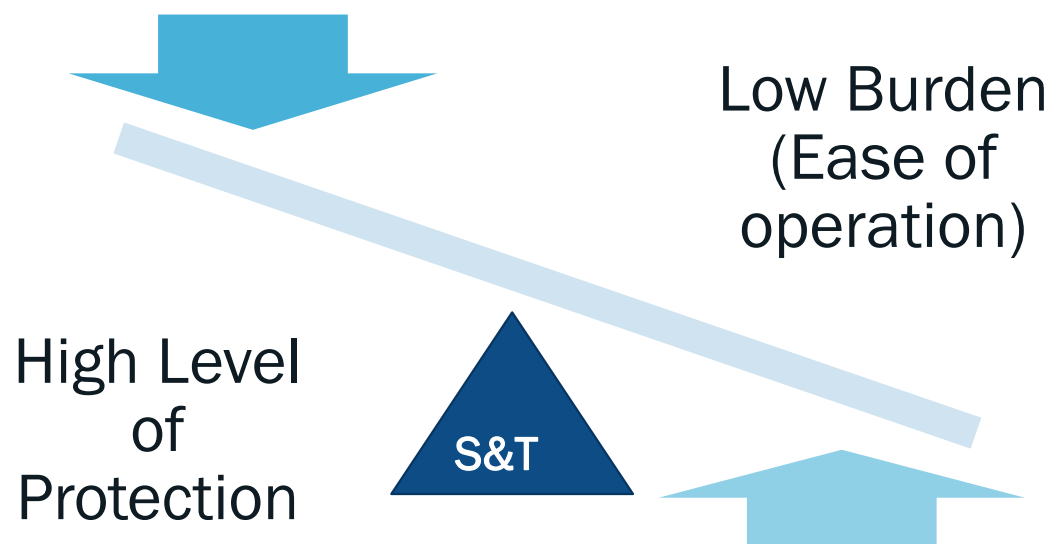 Low Burden
(Ease of
operation)
High Level
of
Protection
S&T